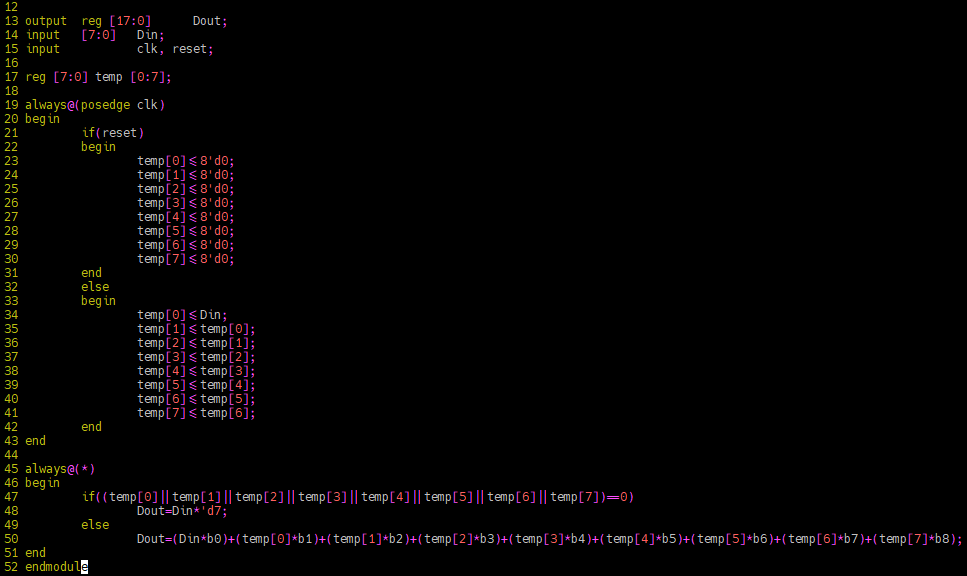 12
13 output  reg [17:0]      Dout;
14 input   [7:0]   Din;
15 input           clk, reset;
16
17 reg [7:0] temp [0:7];
18
19 always@(posedge clk)
20 begin
21         if(reset)
22         begin
23                 temp[0]<=8'd0;
24                 temp[1]<=8'd0;
25                 temp[2]<=8'd0;
26                 temp[3]<=8'd0;
27                 temp[4]<=8'd0;
28                 temp[5]<=8'd0;
29                 temp[6]<=8'd0;
30                 temp[7]<=8'd0;
31         end
32         else
33         begin
34                 temp[0]<=Din;
35                 temp[1]<=temp[0];
36                 temp[2]<=temp[1];
37                 temp[3]<=temp[2];
38                 temp[4]<=temp[3];
39                 temp[5]<=temp[4];
40                 temp[6]<=temp[5];
41                 temp[7]<=temp[6];
42         end
43 end
44
45 always@(*)
46 begin
47         if((temp[0]||temp[1]||temp[2]||temp[3]||temp[4]||temp[5]||temp[6]||temp[7])==0)
48                 Dout=Din*'d7;
49         else
50                 Dout=(Din*b0)+(temp[0]*b1)+(temp[1]*b2)+(temp[2]*b3)+(temp[3]*b4)+(temp[4]*b5)+(temp[5]*b6)+(temp[6]*b7)+(temp[7]*b8);
51 end
52 endmodule